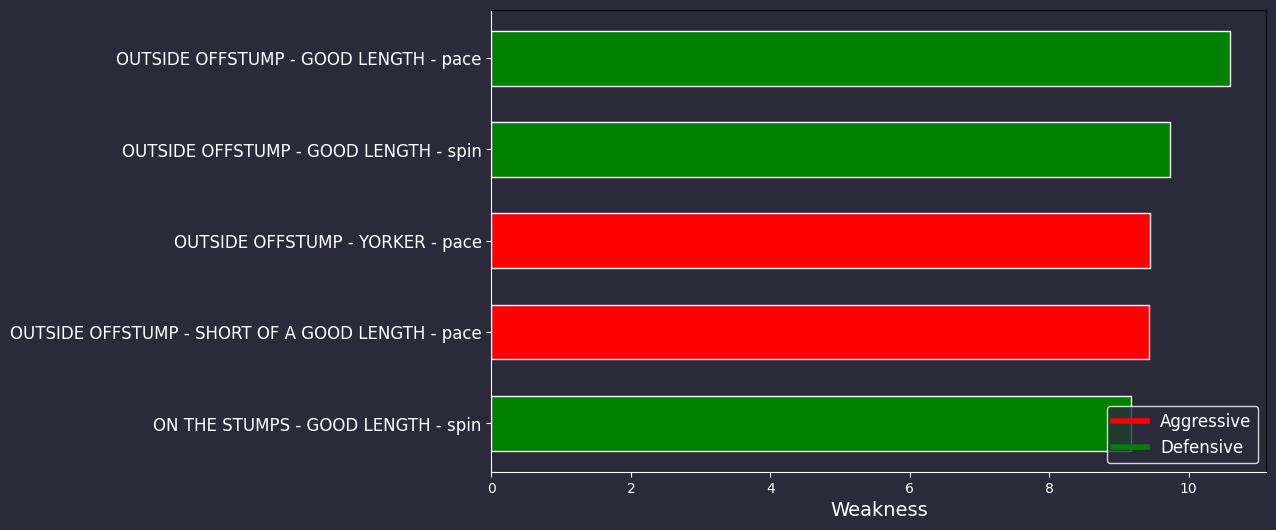 OUTSIDE OFFSTUMP - GOOD LENGTH - pace
OUTSIDE OFFSTUMP - GOOD LENGTH - spin
OUTSIDE OFFSTUMP - YORKER - pace
OUTSIDE OFFSTUMP - SHORT OF A GOOD LENGTH - pace
ON THE STUMPS - GOOD LENGTH - spin
Aggressive
Defensive
0 2 4 6 8 10
Weakness